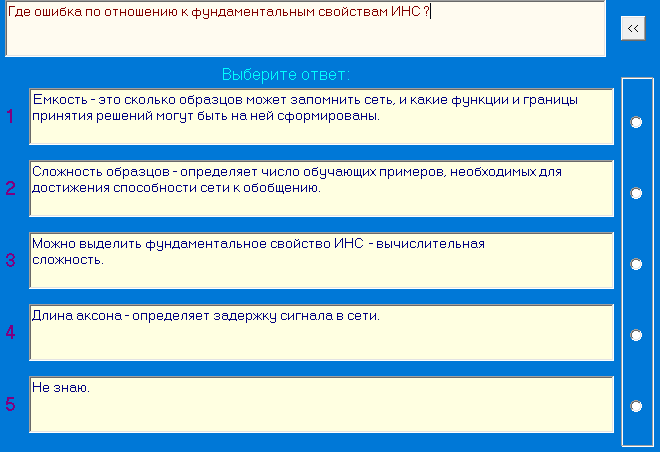 Где ошибка по отношению к фундаментальным свойствам ИНС ?
<<
Выберите ответ:
1
Емкость - это сколько образцов может запомнить сеть, и какие функции и границы
принятия решений могут быть на ней сформированы.
2
Сложность образцов - определяет число обучающих примеров, необходимых для
достижения способности сети к обобщению.
3
Можно выделить фундаментальное свойство ИНС - вычислительная
сложность.
4
Длина аксона - определяет задержку сигнала в сети.
5
Не знаю.